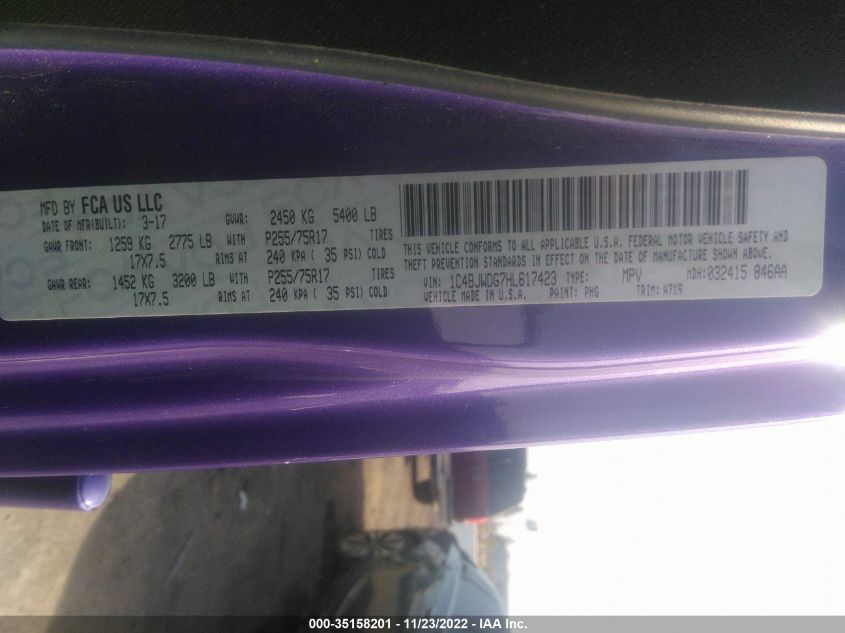 MFD BY FCA US LLC
DATE OF MFR(BUILT): 3-17 GVWR: 2450 KG 5400 LB
GAWR FRONT: 1259 KG 2775 LB WITH P255/75R17 TIRES
17X7.5 RIMS AT 240 KPA ( 35 PSI) COLD
GAWR REAR: 1452 KG 3200 LB WITH P255/75R17 TIRES
17X7.5 RIMS AT 240 KPA ( 35 PSI) COLD
THIS VEHICLE CONFORMS TO ALL APPLICABLE U.S.A. FEDERAL MOTOR VEHICLE SAFETY AND
THEFT PREVENTION STANDARDS IN EFFECT ON THE DATE OF MANUFACTURE SHOWN ABOVE.
VIN: 1C4BJWDG7HL617423 TYPE: MPV MDH: 032415 846AA
VEHICLE MADE IN U.S.A. PAINT: PHG TRIM: A7X9
000-35158201 - 11/23/2022 - IAA Inc.